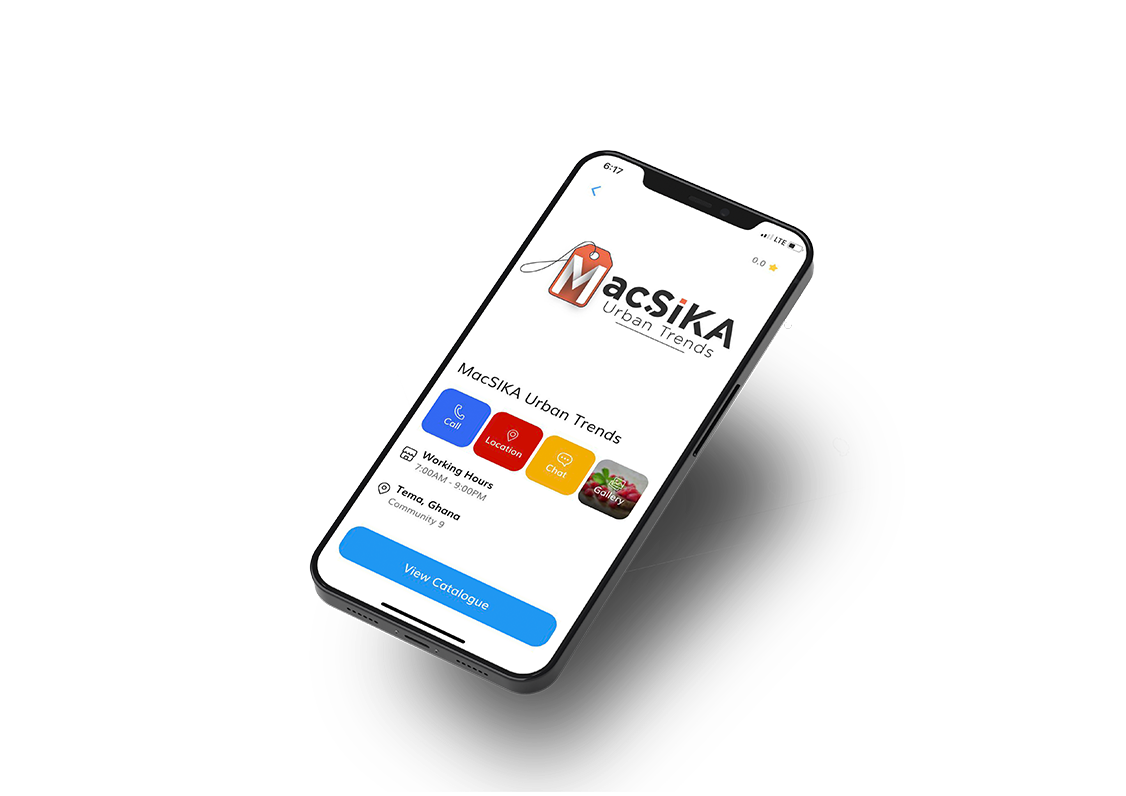 6:17
LTE
0.0
MacSiKA
Urban Trends
MacSIKA Urban Trends
Call
Location
Chat
Gallery
Working Hours
7:00AM - 9:00PM
Tema, Ghana
Community 9
View Catalogue